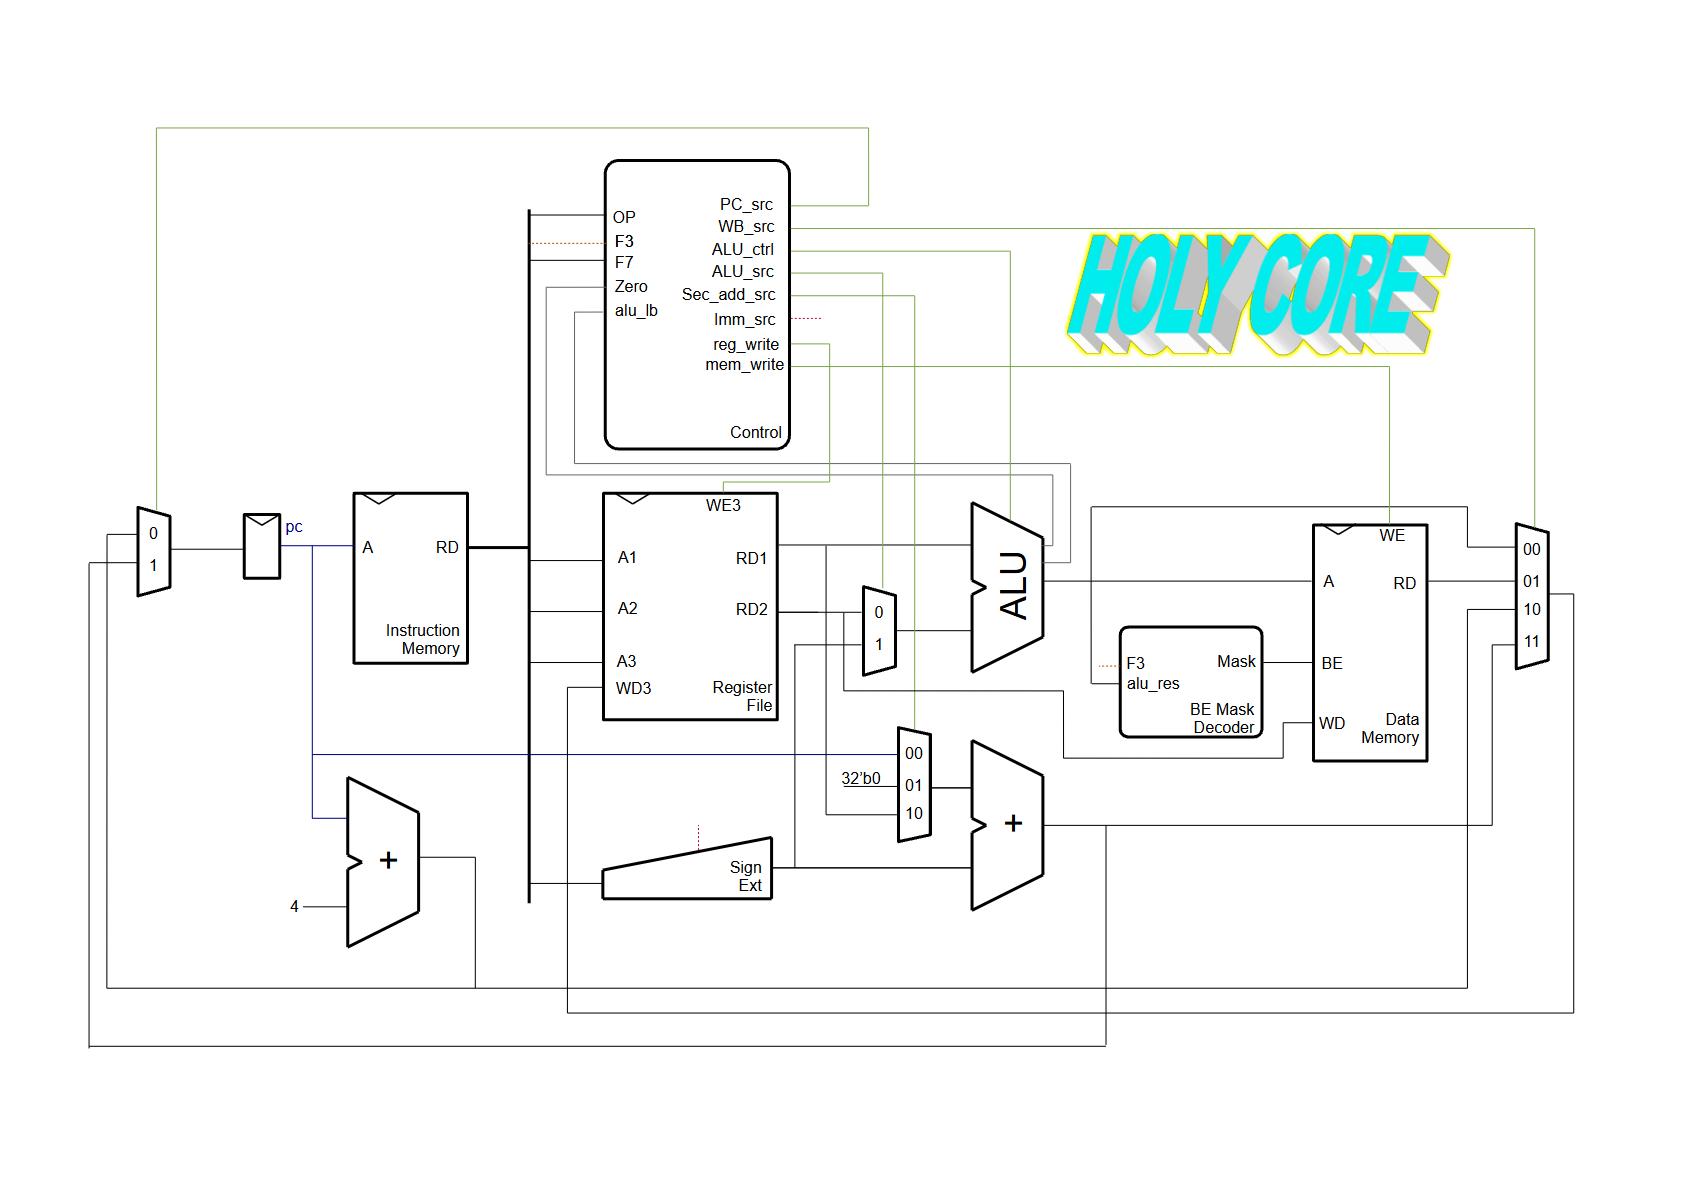 HOLY CORE
OP
F3
F7
Zero
alu_lb
PC_src
WB_src
ALU_ctrl
ALU_src
Sec_add_src
Imm_src
reg_write
mem_write
Control
0
1
pc
A
RD
Instruction
Memory
WE3
A1
A2
A3
WD3
RD1
RD2
Register
File
0
1
ALU
F3
alu_res
Mask
BE Mask
Decoder
WE
A
RD
BE
WD
Data
Memory
00
01
10
11
00
32'b0
01
10
+
Sign
Ext
+
4